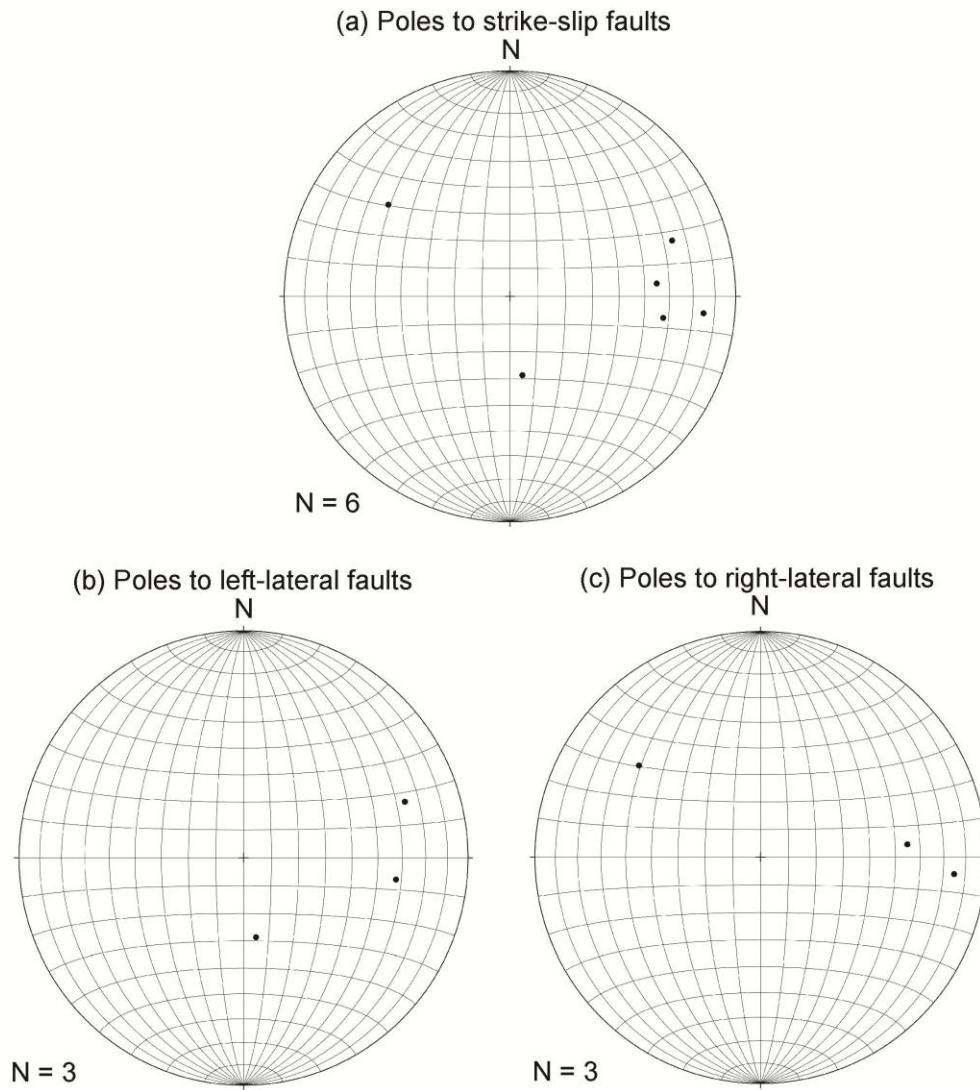 (a) Poles to strike-slip faults
N
N = 6
(b) Poles to left-lateral faults
N
N = 3
(c) Poles to right-lateral faults
N
N = 3